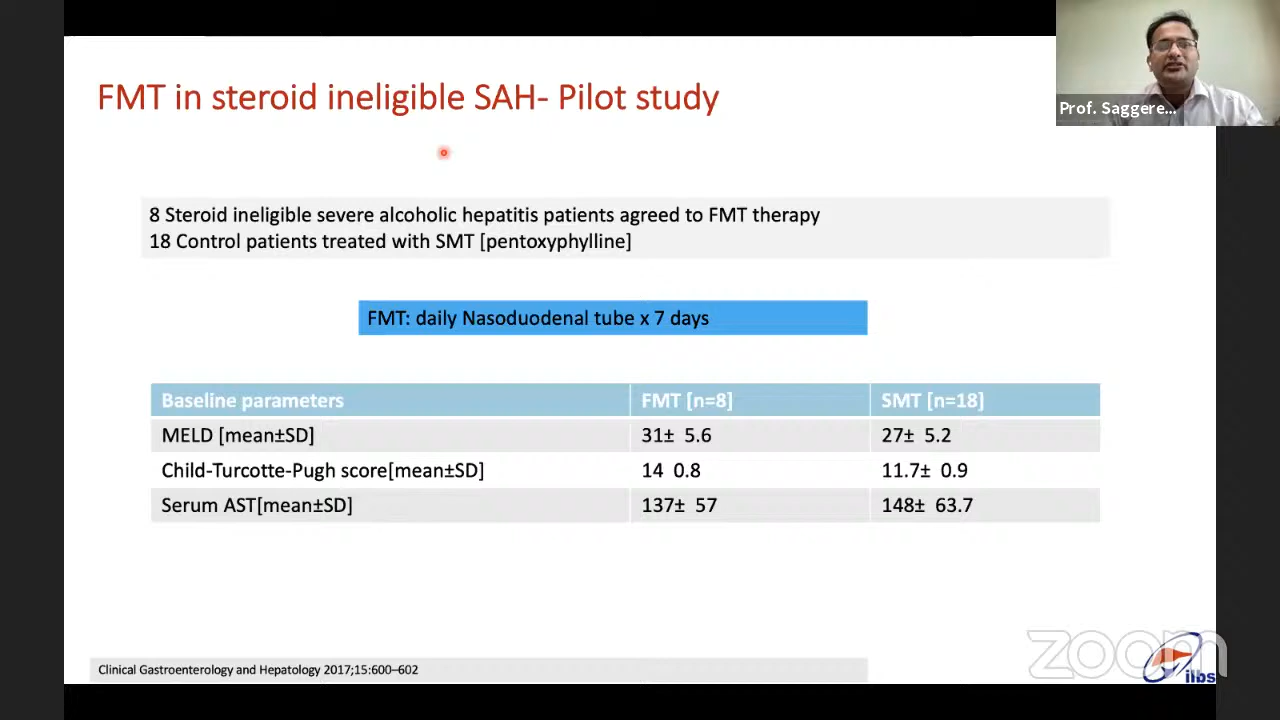 FMT in steroid ineligible SAH- Pilot study
Prof. Saggere...
8 Steroid ineligible severe alcoholic hepatitis patients agreed to FMT therapy
18 Control patients treated with SMT [pentoxyphylline]
FMT: daily Nasoduodenal tube x 7 days
Baseline parameters FMT [n=8] SMT [n=18]
MELD [mean±SD] 31± 5.6 27± 5.2
Child-Turcotte-Pugh score[mean±SD] 14 0.8 11.7± 0.9
Serum AST[mean±SD] 137± 57 148± 63.7
Clinical Gastroenterology and Hepatology 2017;15:600–602
zoom
ilbs